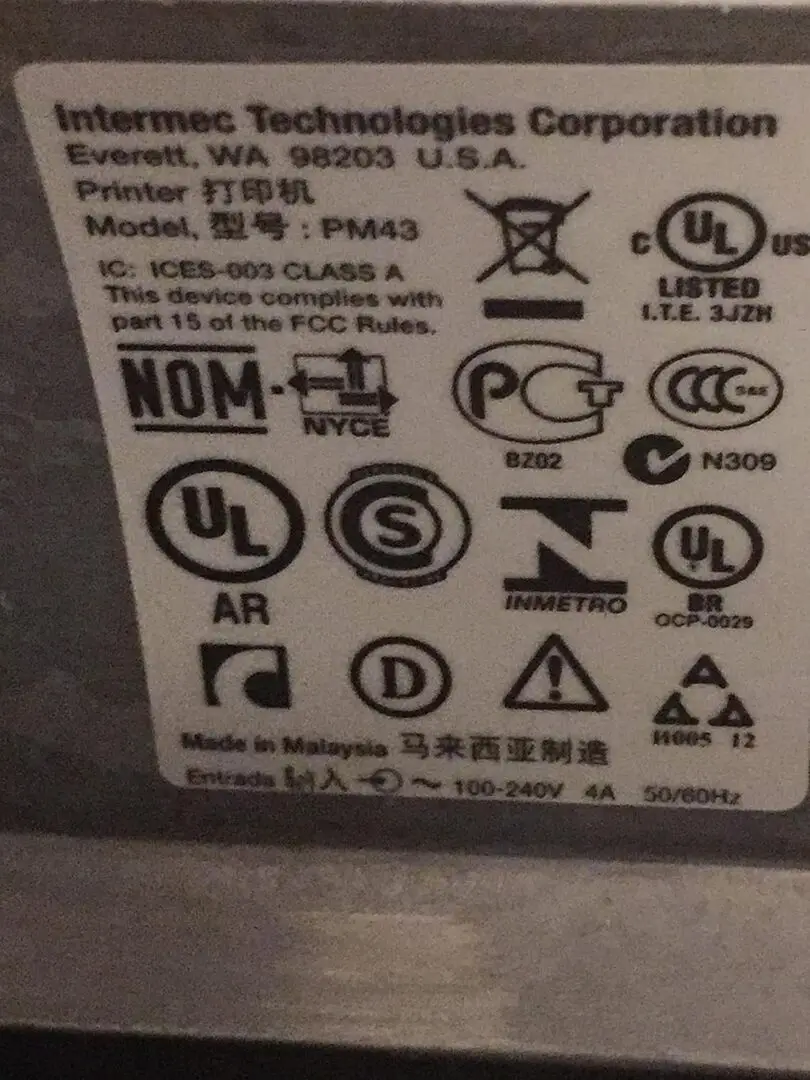 Intermec Technologies Corporation
Everett, WA 98203 U.S.A.
Printer 打印机
Model, 型号 : PM43
IC: ICES-003 CLASS A
This device complies with
part 15 of the FCC Rules.
C UL US
LISTED
I.T.E. 3JZH
NOM-
NYCE
PCT
BZ02
CCC S&E
N309
UL
AR
S
INMETRO
UL
BR
OCP-0029
D
H005 12
Made in Malaysia 马来西亚制造
Entrada 输入 ~ 100-240V 4A 50/60Hz